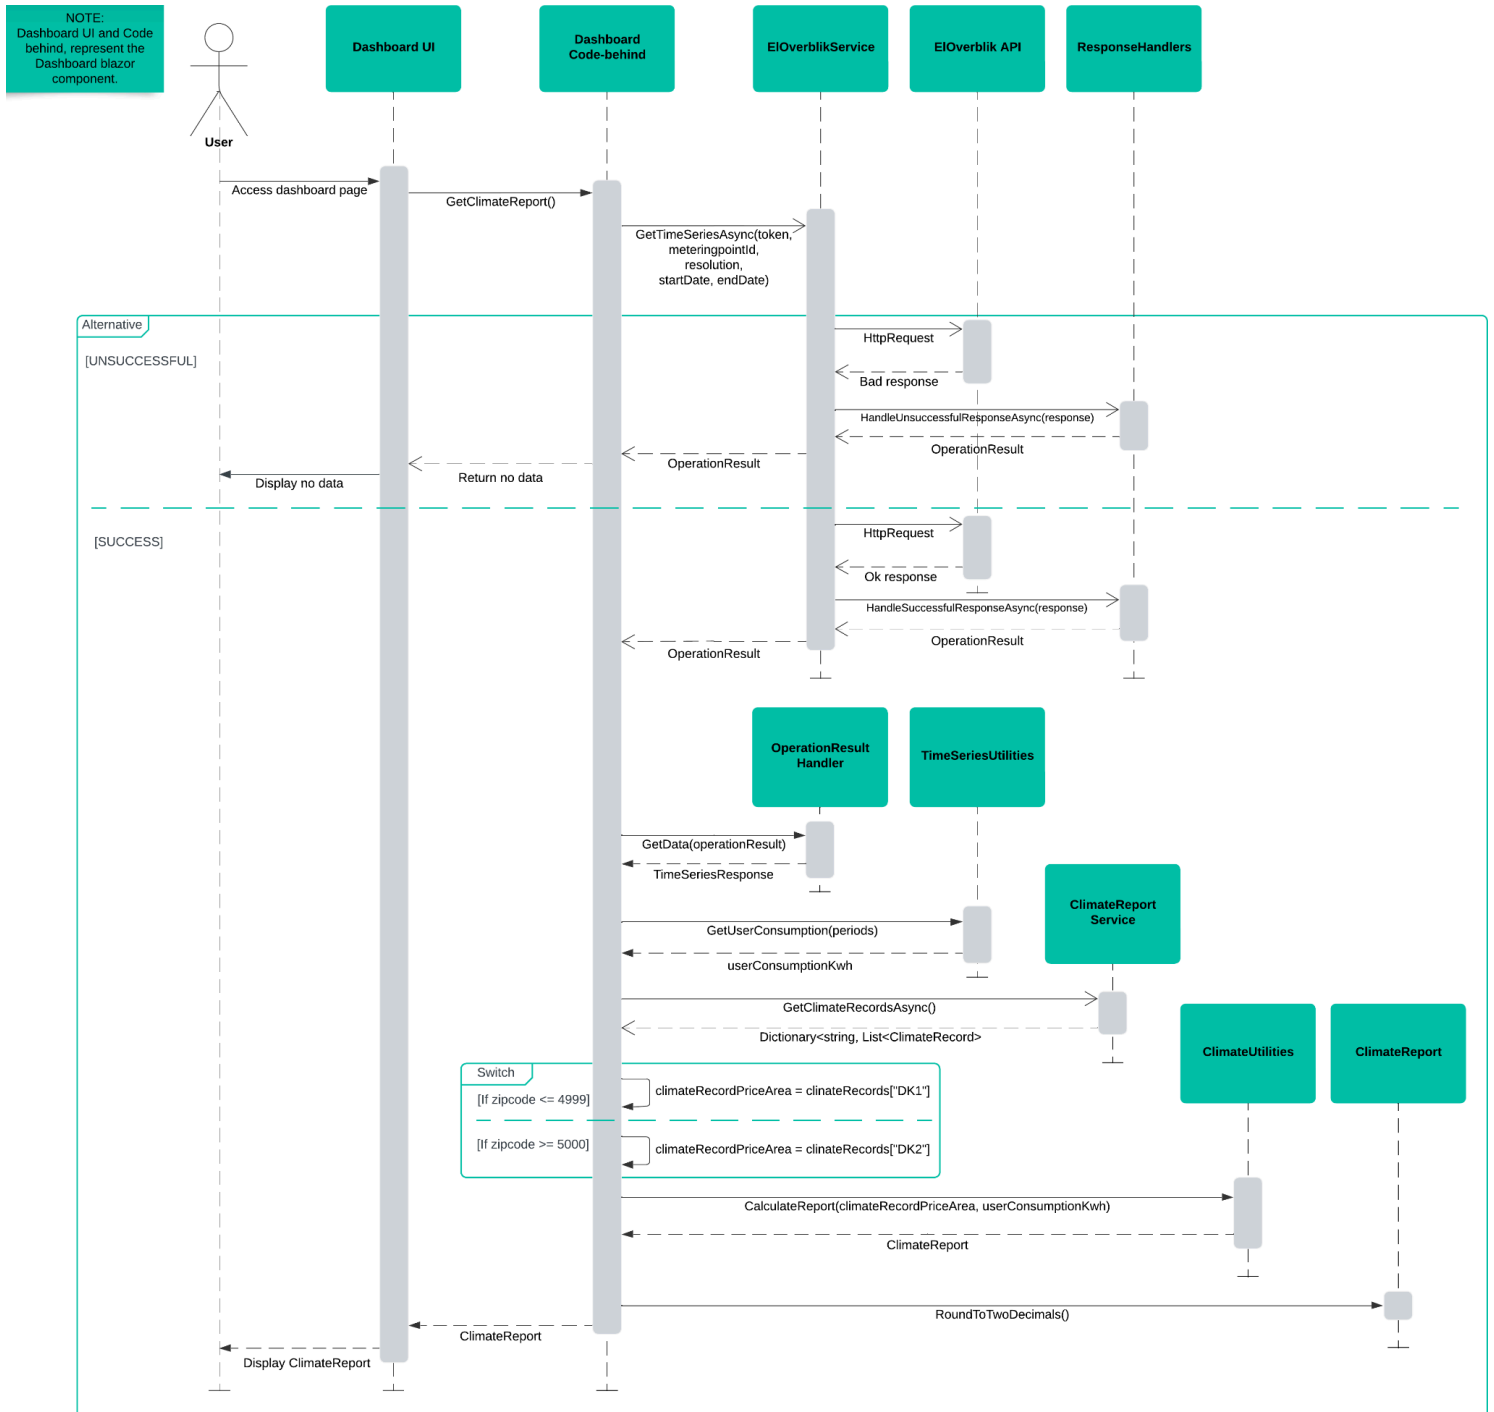 NOTE:
Dashboard UI and Code
behind, represent the
Dashboard blazor
component.
User
Dashboard UI
Dashboard
Code-behind
ElOverblikService
ElOverblik API
ResponseHandlers
Access dashboard page
GetClimateReport()
GetTimeSeriesAsync(token,
meteringpointId,
resolution,
startDate, endDate)
Alternative
[UNSUCCESSFUL]
HttpRequest
Bad response
HandleUnsuccessfulResponseAsync(response)
OperationResult
OperationResult
Return no data
Display no data
[SUCCESS]
HttpRequest
Ok response
HandleSuccessfulResponseAsync(response)
OperationResult
OperationResult
OperationResult
Handler
TimeSeriesUtilities
GetData(operationResult)
TimeSeriesResponse
ClimateReport
Service
GetUserConsumption(periods)
userConsumptionKwh
GetClimateRecordsAsync()
Dictionary<string, List<ClimateRecord>
ClimateUtilities
ClimateReport
Switch
[If zipcode <= 4999]
climateRecordPriceArea = clinateRecords["DK1"]
[If zipcode >= 5000]
climateRecordPriceArea = clinateRecords["DK2"]
CalculateReport(climateRecordPriceArea, userConsumptionKwh)
ClimateReport
RoundToTwoDecimals()
ClimateReport
Display ClimateReport